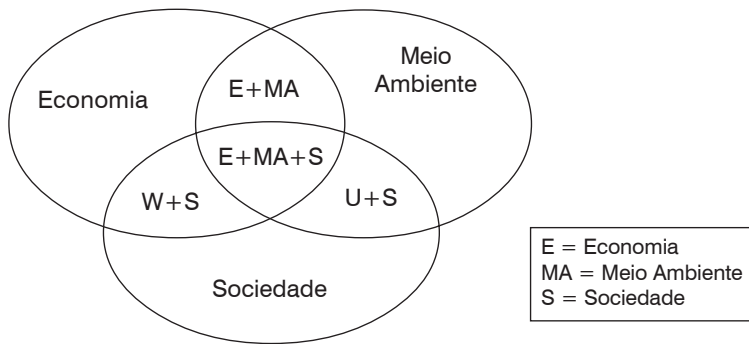 Meio
Ambiente
Economia
E+MA
E+MA+S
W+S
U+S
Sociedade
E = Economia
MA = Meio Ambiente
S = Sociedade